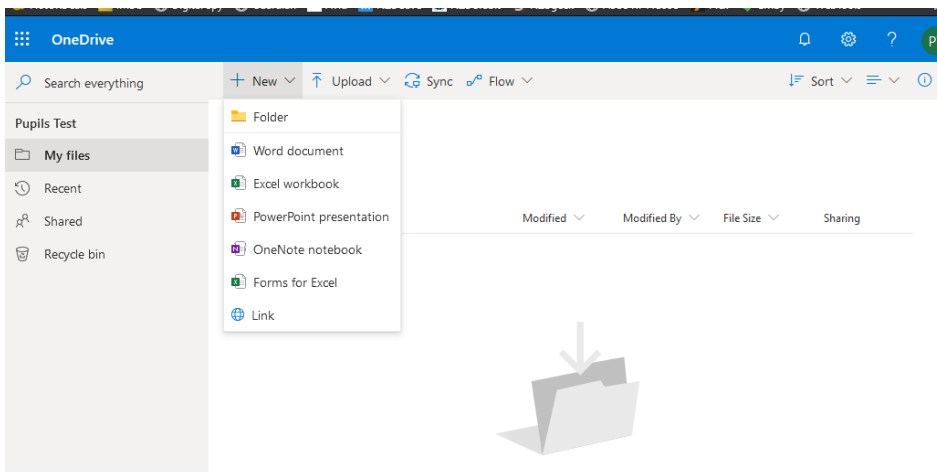 OneDrive
?
P
Search everything
New Upload Sync Flow Sort
Pupils Test
My files
Recent
Shared
Recycle bin
Folder
Word document
Excel workbook
PowerPoint presentation
OneNote notebook
Forms for Excel
Link
Modified Modified By File Size Sharing